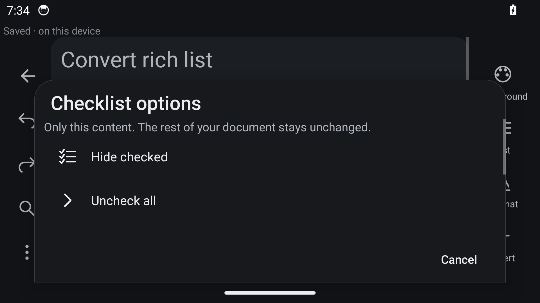 7:34
Saved · on this device
Convert rich list
Checklist options
Only this content. The rest of your document stays unchanged.
Hide checked
Uncheck all
Cancel